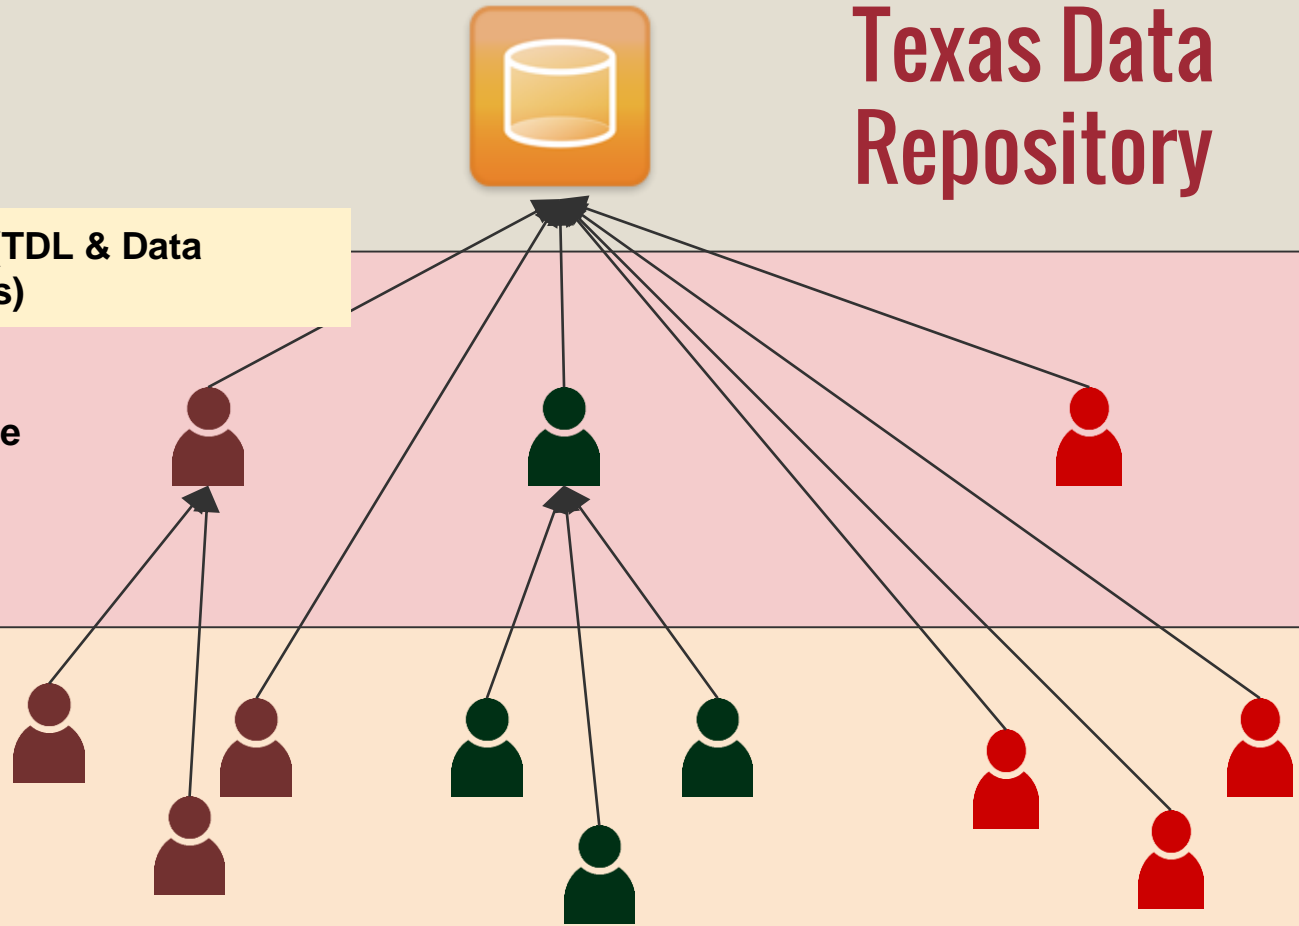 Texas Data
Repository
TDL & Data
s)
e